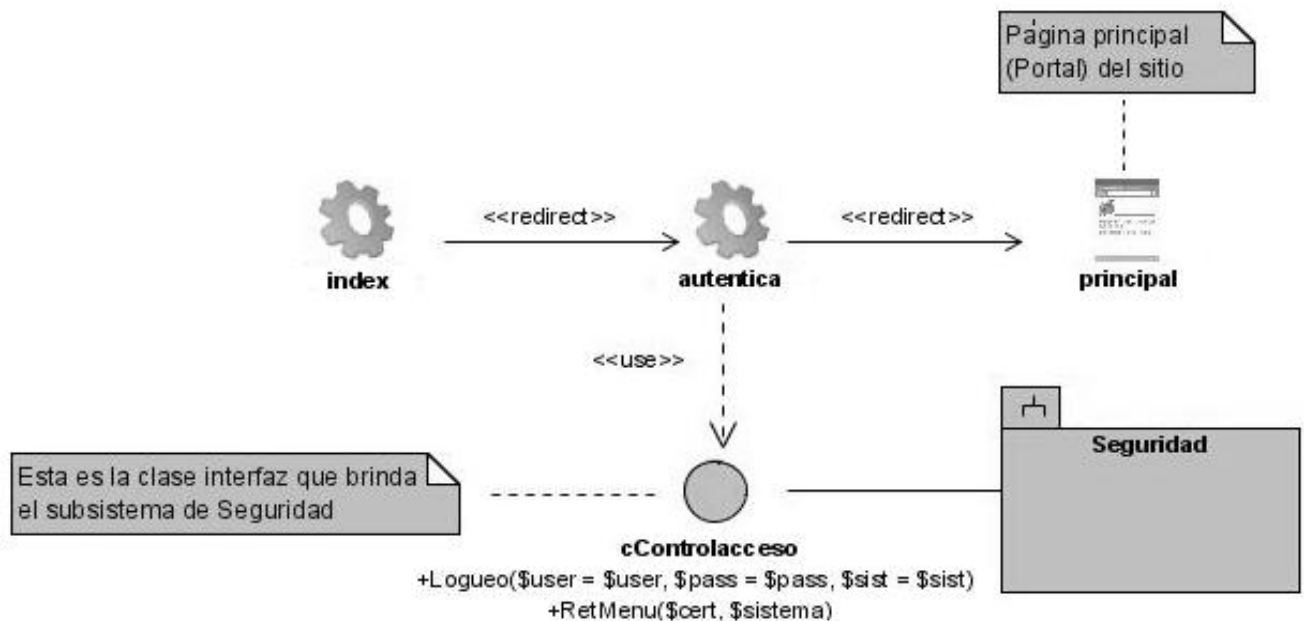 Página principal
(Portal) del sitio
<<redirect>>
<<redirect>>
index
autentica
principal
<<use>>
Seguridad
Esta es la clase interfaz que brinda
el subsistema de Seguridad
cControlacceso
+Logueo($user = $user, $pass = $pass, $sist = $sist)
+RetMenu($cert, $sistema)